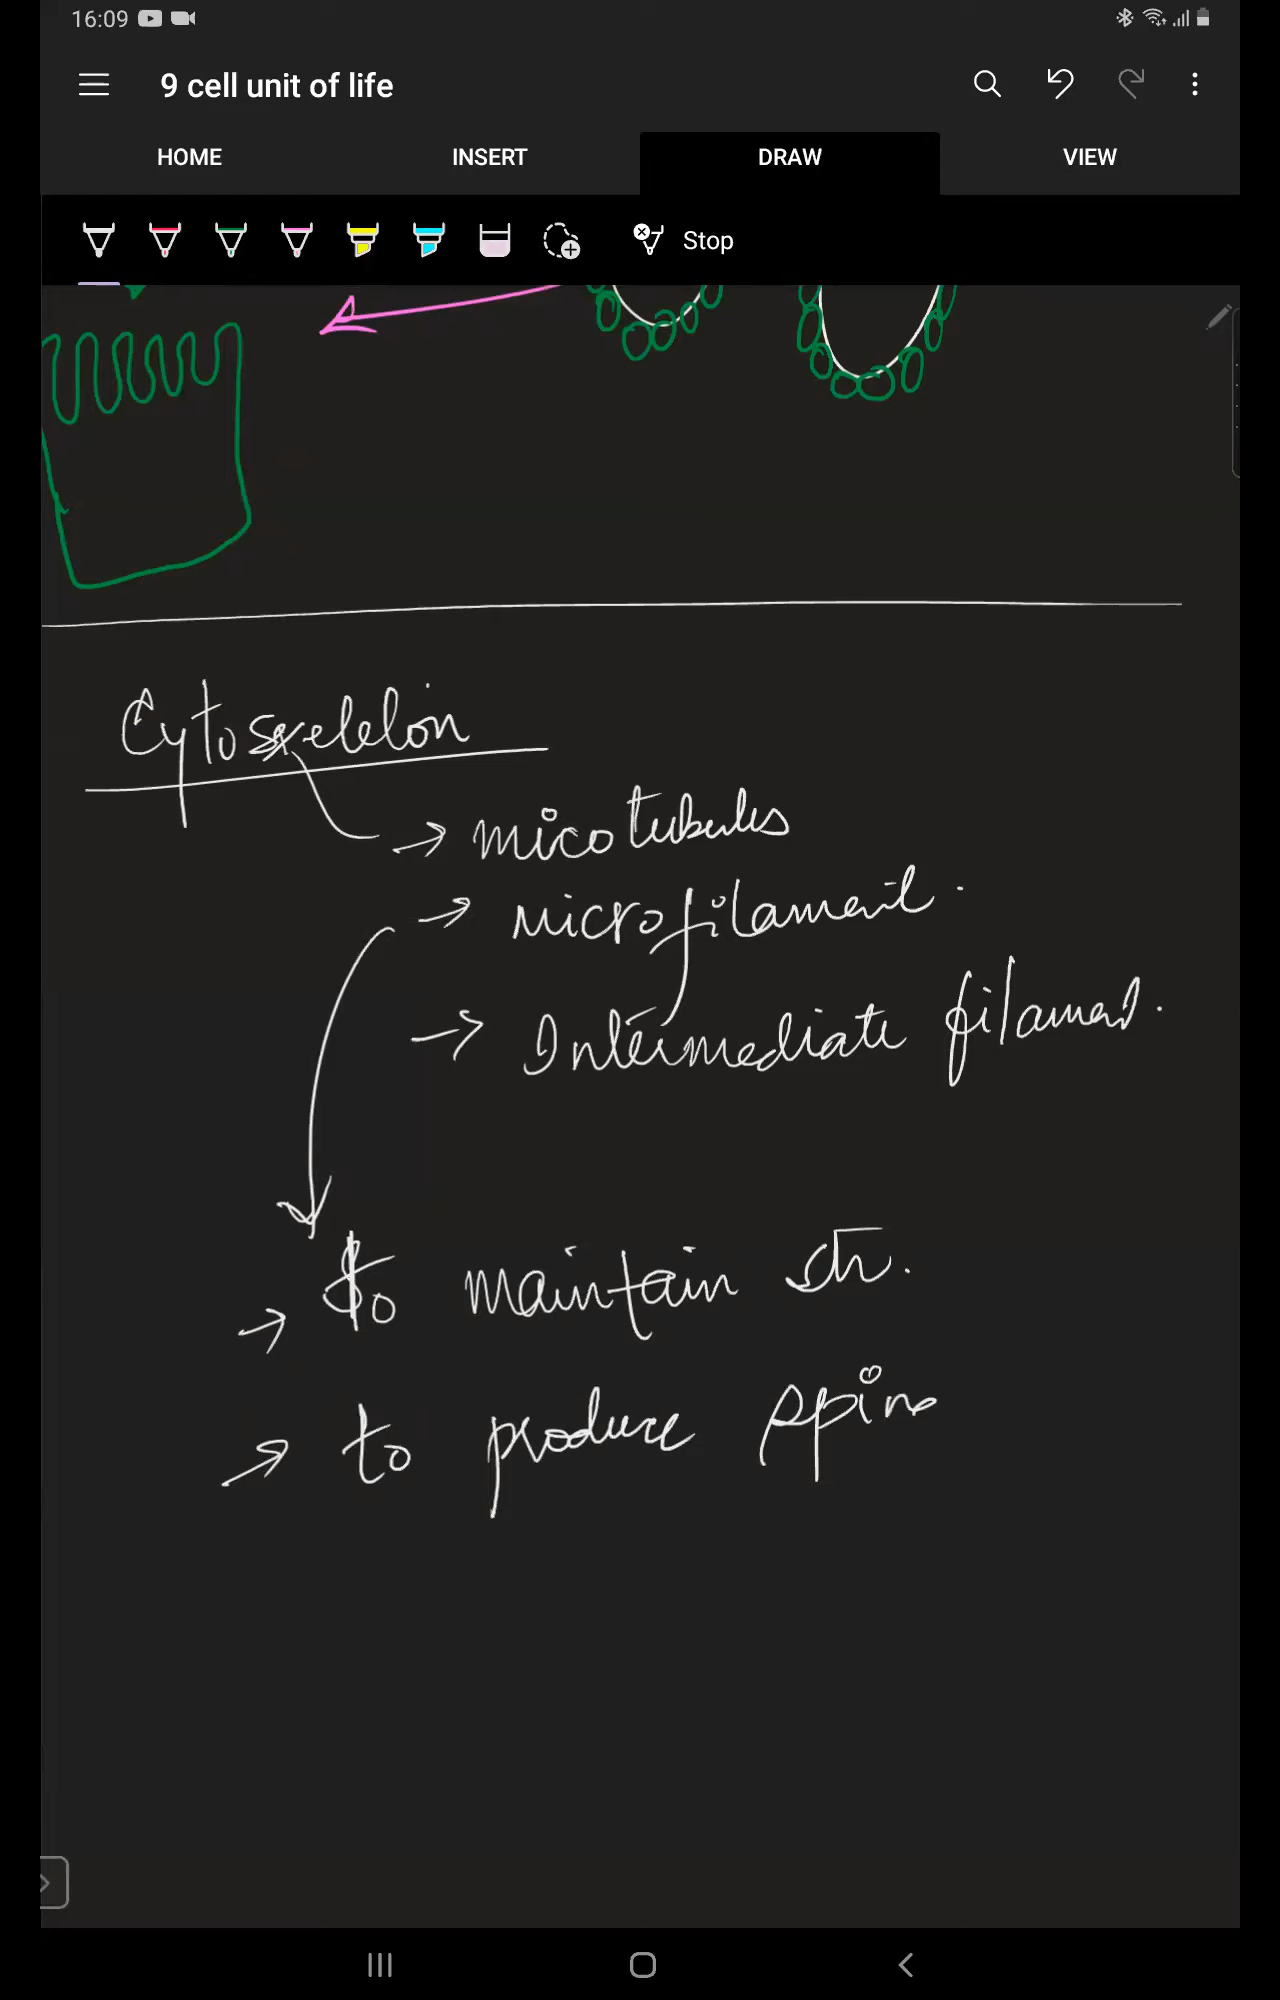 16:09
9 cell unit of life
HOME INSERT DRAW VIEW
Stop
Cytoskeleton
→ micotubules
→ microfilament.
→ Intermediate filament.
→ to maintain str.
→ to produce spin